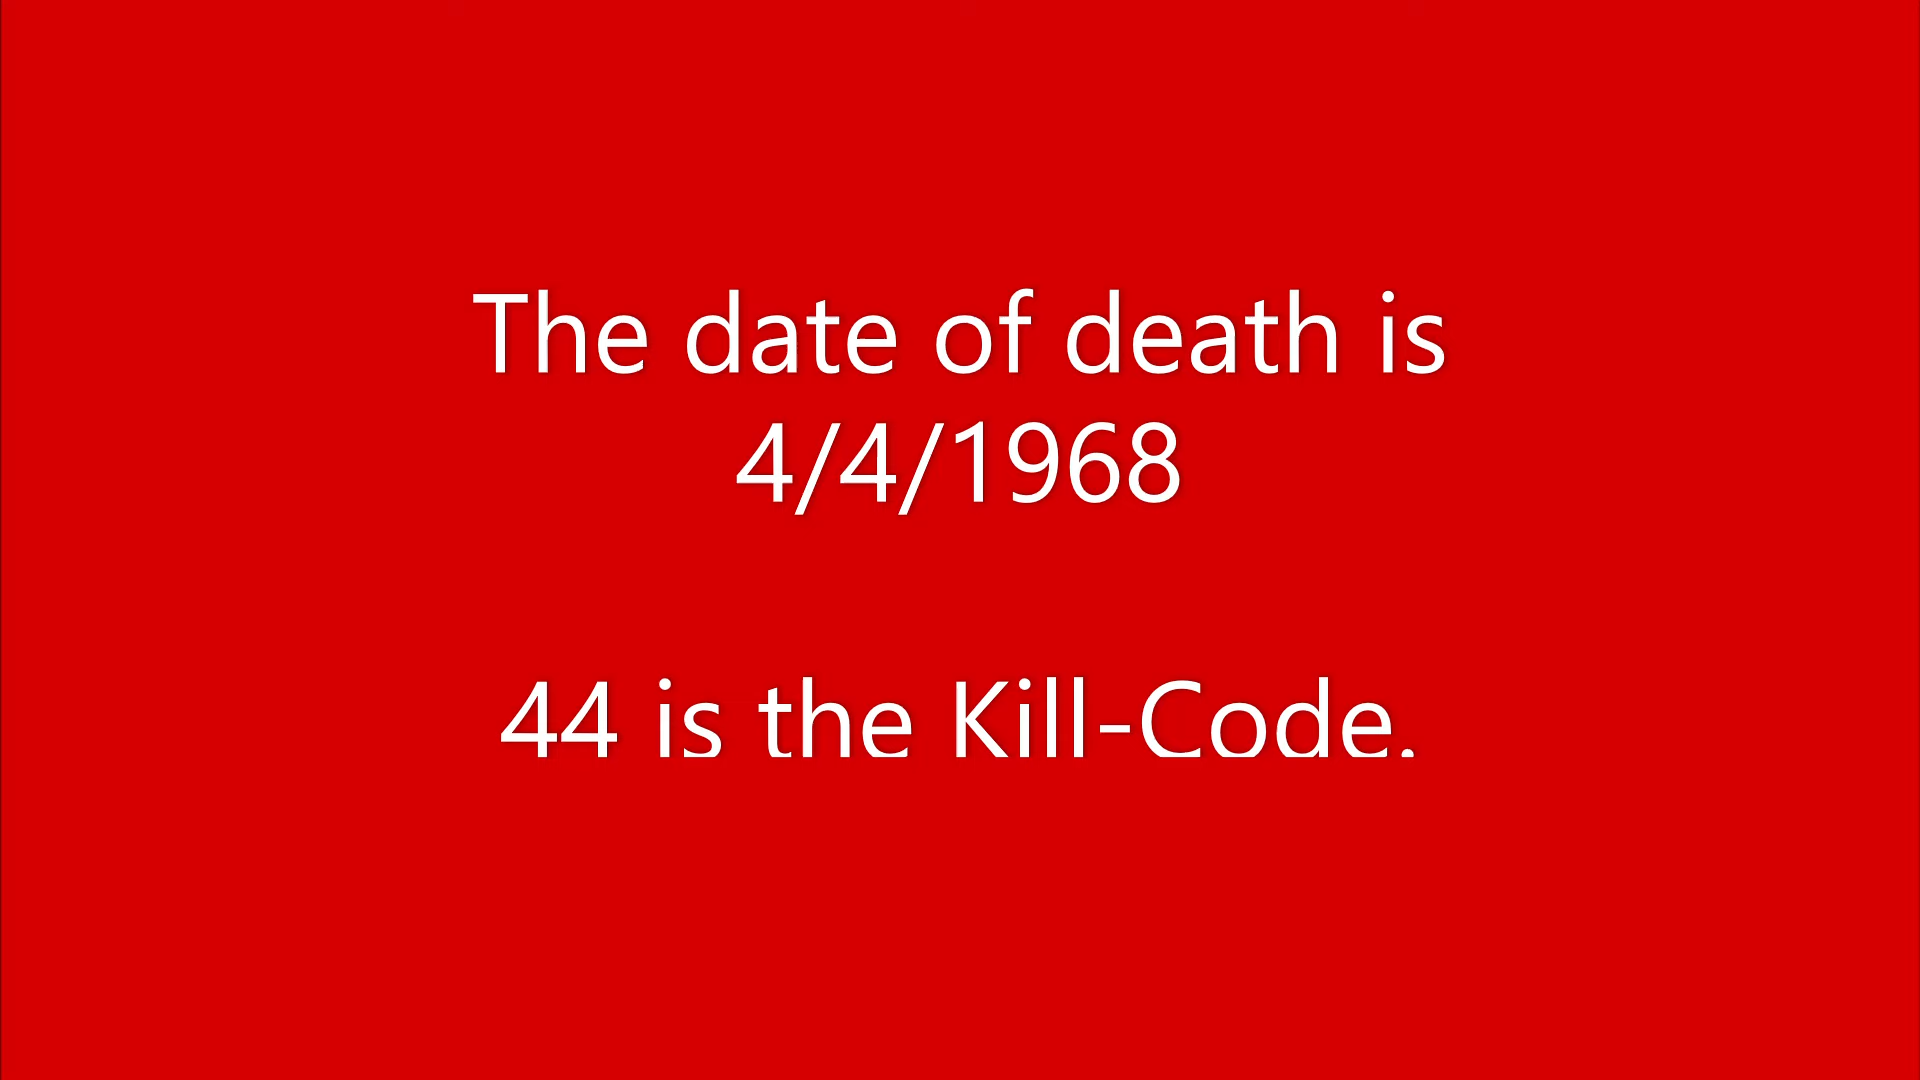 The date of death is
4/4/1968
44 is the Kill-Code.